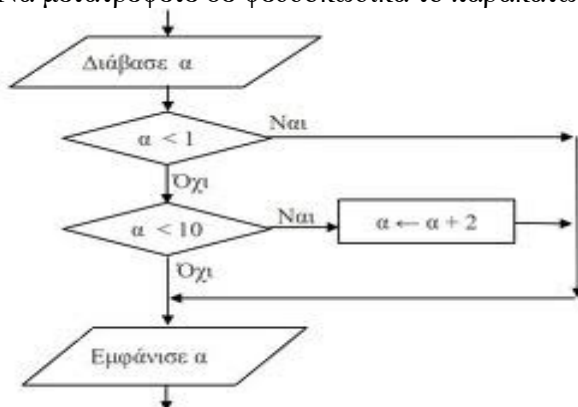 Διάβασε α
α < 1
Ναι
Όχι
α < 10
Ναι
α ← α + 2
Όχι
Εμφάνισε α